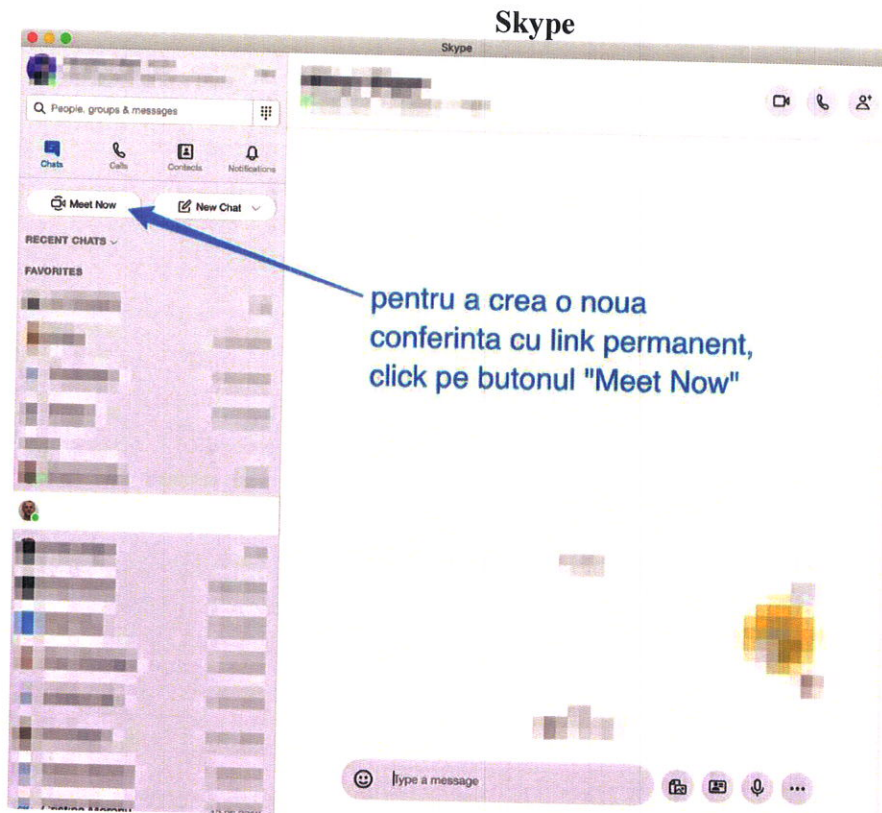 Skype
Skype
People, groups & messages
Chats
Calls
Contacts
Notifications
Meet Now
New Chat
RECENT CHATS
FAVORITES
pentru a crea o noua
conferinta cu link permanent,
click pe butonul "Meet Now"
Type a message